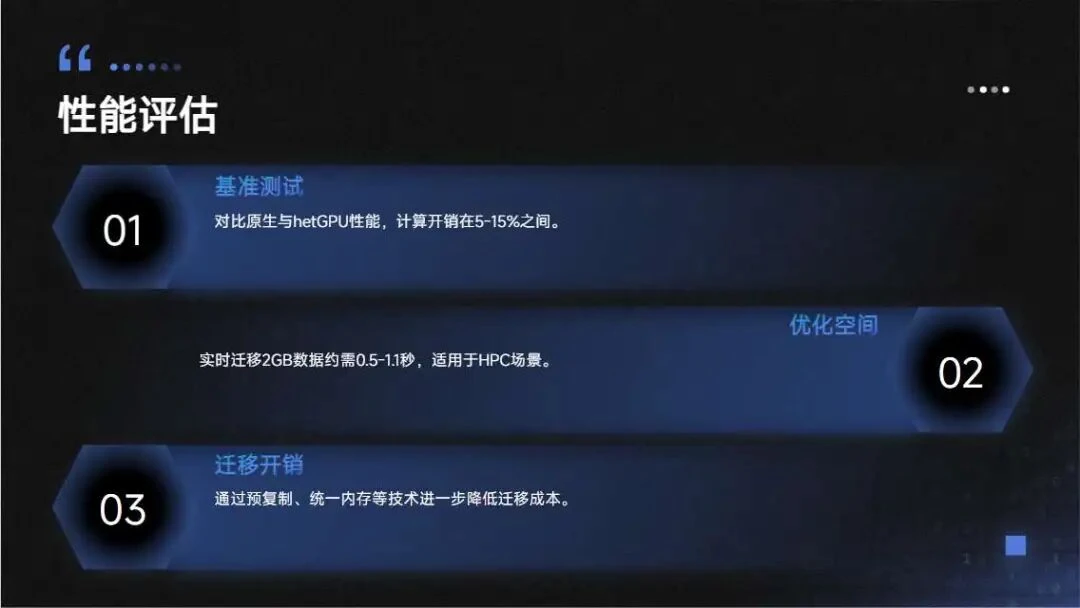 性能评估
01
基准测试
对比原生与hetGPU性能，计算开销在5-15%之间。
优化空间
实时迁移2GB数据约需0.5-1.1秒，适用于HPC场景。
02
03
迁移开销
通过预复制、统一内存等技术进一步降低迁移成本。